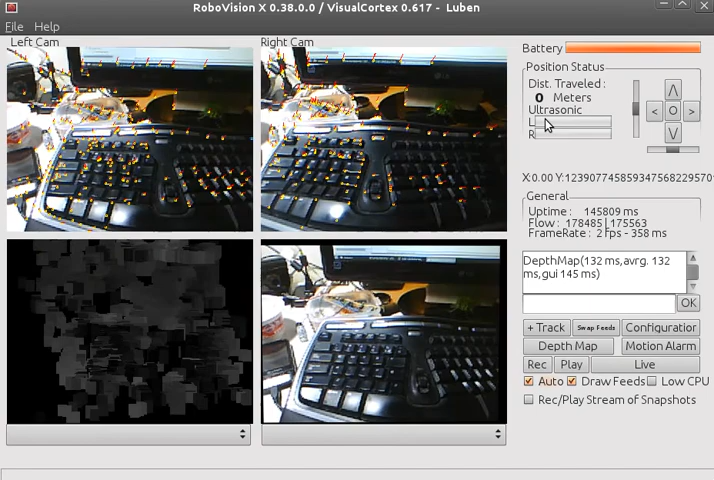 RoboVision X 0.38.0.0 / VisualCortex 0.617 - Luben
File Help
Left Cam
Right Cam
Battery
Position Status
Dist. Traveled :
0 Meters
Ultrasonic
L
R
/\
< O >
\/
X:0.00 Y:12390774585934756822957​0
General
Uptime : 145809 ms
Flow : 178485 | 175563
FrameRate : 2 fps - 358 ms
DepthMap(132 ms,avrg. 132
ms,gui 145 ms)
OK
+ Track Swap Feeds Configuration
Depth Map Motion Alarm
Rec Play Live
Auto Draw Feeds Low CPU
Rec/Play Stream of Snapshots